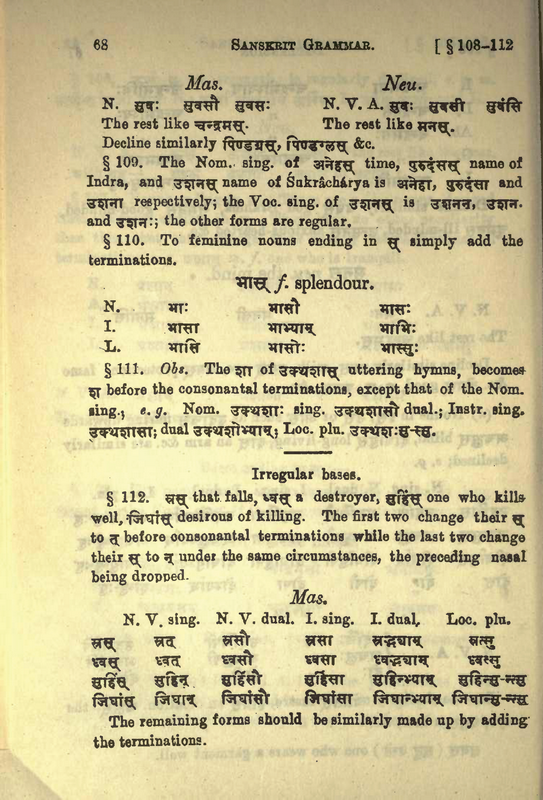 68 SANSKRIT GRAMMAR. [ § 108-112
Mas. Neu.
N. सुवः सुवसौ सुवसः N. V. A. सुवः सुवसी सुवंसि
The rest like चन्द्रमस्. The rest like मनस्.
Decline similarly पिण्डग्रस्, पिण्डग्लस् &c.
§ 109. The Nom. sing. of अनेहस् time, पुरुदंसस् name of
Indra, and उशनस् name of Śukrâchárya is अनेहा, पुरुदंसा and
उशना respectively; the Voc. sing. of उशनस् is उशनन्, उशन.
and उशनः; the other forms are regular.
§ 110. To feminine nouns ending in स् simply add the
terminations.
भास् f. splendour.
N. भाः भासौ भासः
I. भासा भाभ्याम् भाभिः
L. भासि भासोः भास्सुः
§ 111. Obs. The शा of उक्थशास् uttering hymns, becomes
श before the consonantal terminations, except that of the Nom.
sing., e. g. Nom. उक्थशाः sing. उक्थशासौ dual.; Instr. sing.
उक्थशासा; dual उक्थशोभ्याम्, Loc. plu. उक्थशःसु-स्सु.
Irregular bases.
§ 112. स्रस् that falls, ध्वस् a destroyer, सुहिंस् one who kills
well, जिघांस् desirous of killing. The first two change their स्
to त् before consonantal terminations while the last two change
their स् to न् under the same circumstances, the preceding nasal
being dropped.
Mas.
N. V. sing. N. V. dual. I. sing. I. dual, Loc. plu.
स्रस् स्रत् स्रसौ स्रसा स्रद्भ्याम् स्रत्सु
ध्वस् ध्वत् ध्वसौ ध्वसा ध्वद्भ्याम् ध्वत्सु
सुहिंस् सुहिन् सुहिंसौ सुहिंसा सुहिन्भ्याम् सुहिन्सु-न्त्सु
जिघांस् जिघान् जिघांसौ जिघांसा जिघान्भ्याम् जिघान्सु-न्त्सु
The remaining forms should be similarly made up by adding
the terminations.